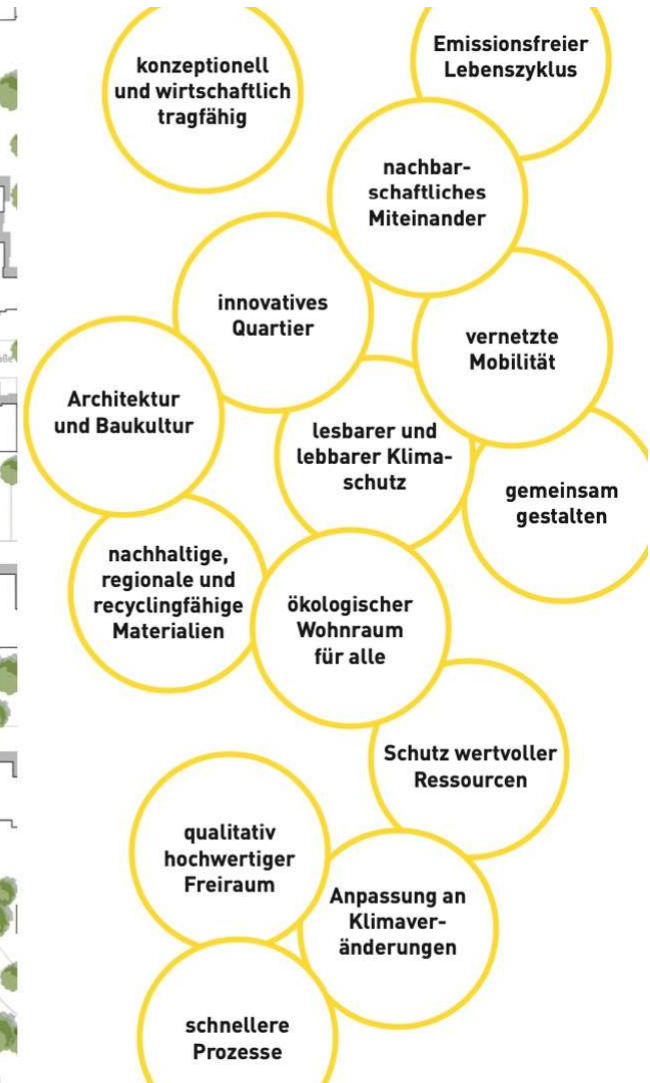 konzeptionell
und wirtschaftlich
tragfähig
Emissionsfreier
Lebenszyklus
nachbar-
schaftliches
Miteinander
innovatives
Quartier
vernetzte
Mobilität
Architektur
und Baukultur
lesbarer und
lebbarer Klima-
schutz
gemeinsam
gestalten
nachhaltige,
regionale und
recyclingfähige
Materialien
ökologischer
Wohnraum
für alle
Schutz wertvoller
Ressourcen
qualitativ
hochwertiger
Freiraum
Anpassung an
Klimaver-
änderungen
schnellere
Prozesse